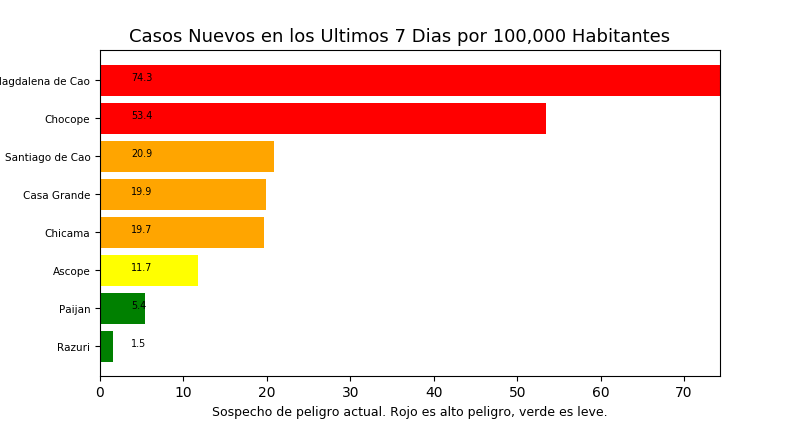 Casos Nuevos en los Ultimos 7 Dias por 100,000 Habitantes
agdalena de Cao 74.3
Chocope 53.4
Santiago de Cao 20.9
Casa Grande 19.9
Chicama 19.7
Ascope 11.7
Paijan 5.4
Razuri 1.5
0 10 20 30 40 50 60 70
Sospecho de peligro actual. Rojo es alto peligro, verde es leve.